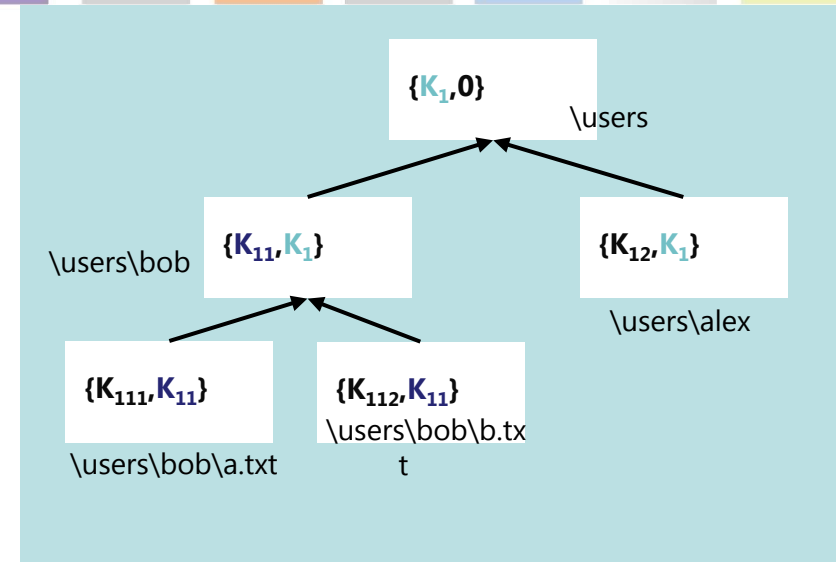 {K₁,0}
\users
\users\bob
{K₁₁,K₁}
{K₁₂,K₁}
\users\alex
{K₁₁₁,K₁₁}
{K₁₁₂,K₁₁}
\users\bob\a.txt
\users\bob\b.tx
t